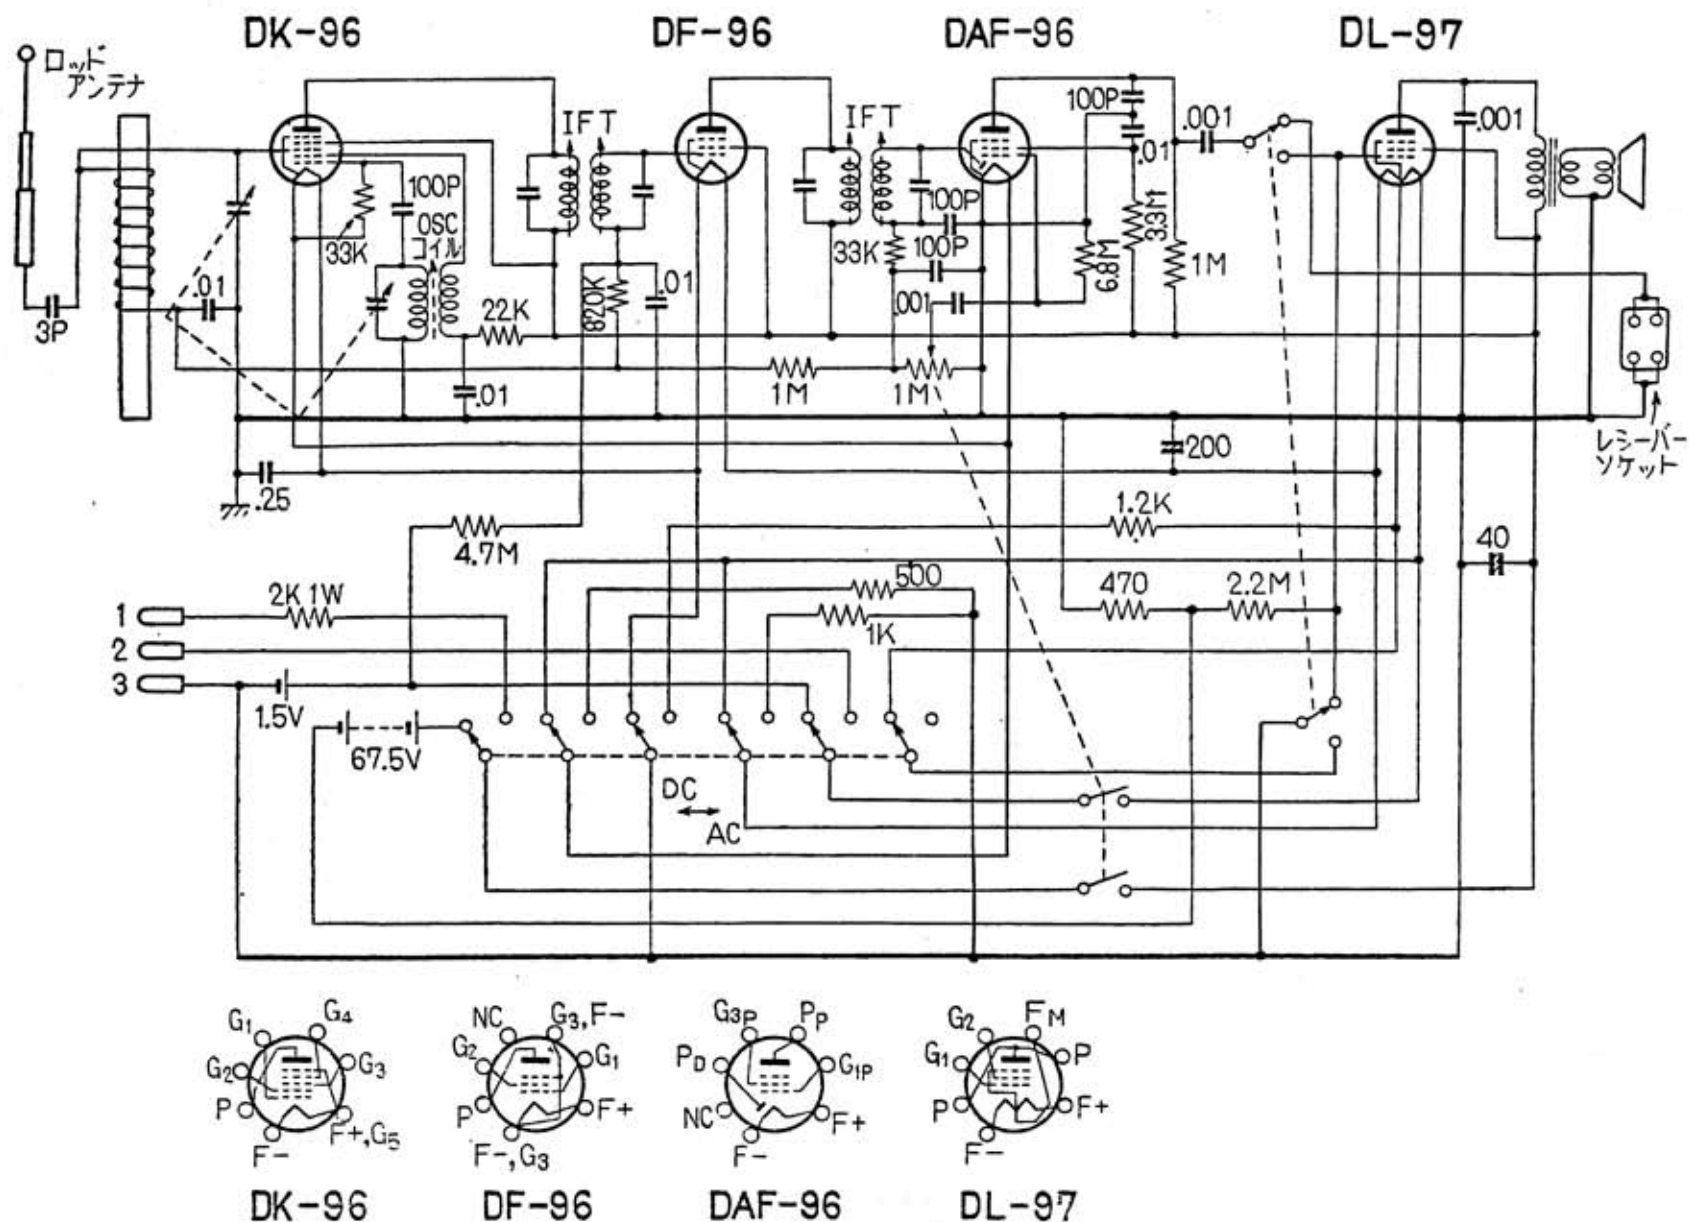 DK-96
DF-96
DAF-96
DL-97
ロッド
アンテナ
IFT
IFT
100P
.01
.001
.001
100P
OSC
コイル
33K
100P
33K
100P
3.3M
6.8M
1M
.01
3P
22K
820K
.01
.001
.01
1M
1M
200
レシーバー
ソケット
.25
4.7M
1.2K
40
500
470
2.2M
1K
2K 1W
1
2
3
1.5V
67.5V
DC
AC
G1
G4
G2
G3
P
F+,G5
F-
NC
G3,F-
G2
G1
P
F+
F-,G3
G3P
PP
PD
G1P
NC
F+
F-
G2
FM
G1
P
P
F+
F-
DK-96
DF-96
DAF-96
DL-97